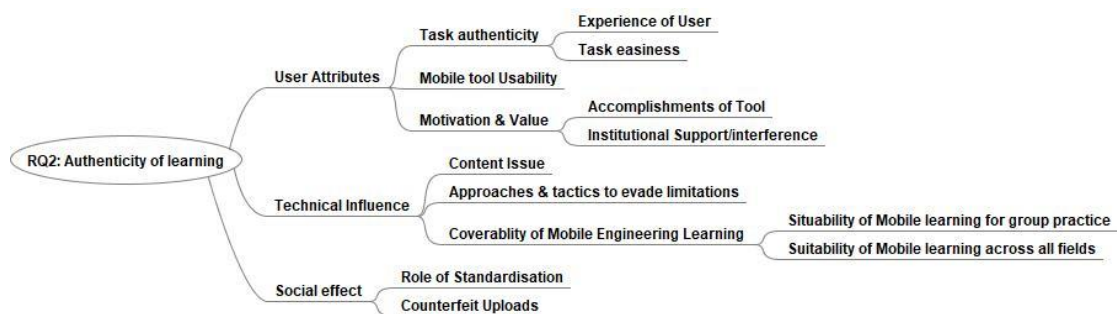 RQ2: Authenticity of learning
User Attributes
Task authenticity
Experience of User
Task easiness
Mobile tool Usability
Motivation & Value
Accomplishments of Tool
Institutional Support/interference
Technical Influence
Content Issue
Approaches & tactics to evade limitations
Coverablity of Mobile Engineering Learning
Situability of Mobile learning for group practice
Suitability of Mobile learning across all fields
Social effect
Role of Standardisation
Counterfeit Uploads